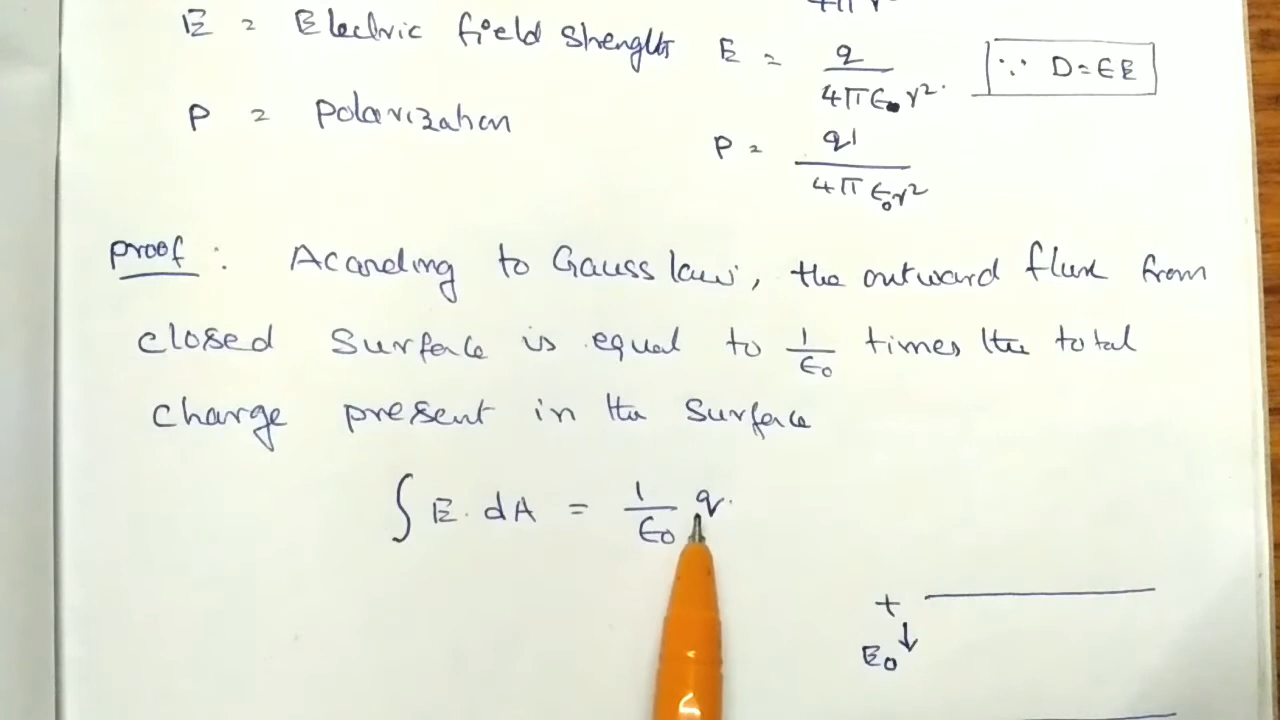 4πr²
E = Electric field strength
E = q / 4πϵ₀r²
∵ D = ϵE
P = Polarization
P = q' / 4πϵ₀r²
Proof : According to Gauss law, the outward flux from
closed surface is equal to 1/ϵ₀ times the total
charge present in the surface
∫ E. dA = 1/ϵ₀ q.
+
↓
E₀